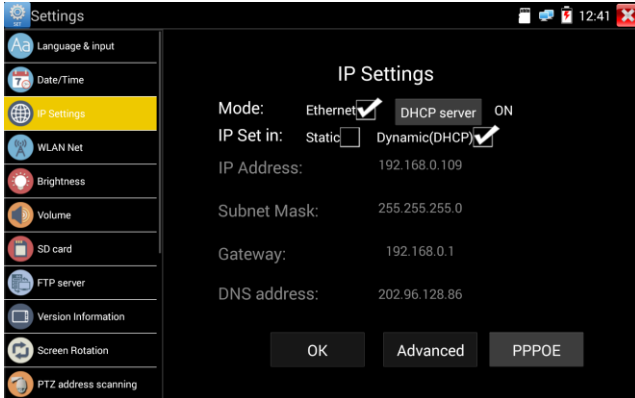 SET
Settings
12:41
Aa
Language & input
7
Date/Time
IP Settings
WLAN Net
Brightness
Volume
SD card
FTP server
Version Information
Screen Rotation
PTZ address scanning
IP Settings
Mode: Ethernet DHCP server ON
IP Set in: Static Dynamic(DHCP)
IP Address: 192.168.0.109
Subnet Mask: 255.255.255.0
Gateway: 192.168.0.1
DNS address: 202.96.128.86
OK Advanced PPPOE